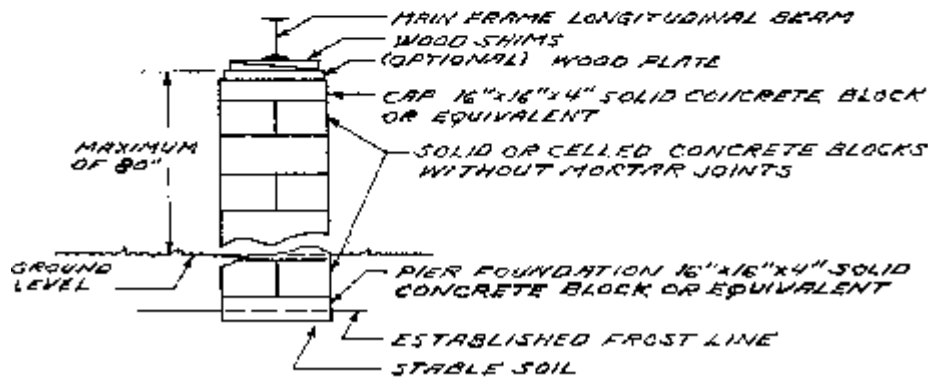 MAIN FRAME LONGITUDINAL BEAM
WOOD SHIMS
(OPTIONAL) WOOD PLATE
CAP 16"x16"x4" SOLID CONCRETE BLOCK
OR EQUIVALENT
MAXIMUM
OF 80"
SOLID OR CELLED CONCRETE BLOCKS
WITHOUT MORTAR JOINTS
GROUND
LEVEL
PIER FOUNDATION 16"x16"x4" SOLID
CONCRETE BLOCK OR EQUIVALENT
ESTABLISHED FROST LINE
STABLE SOIL